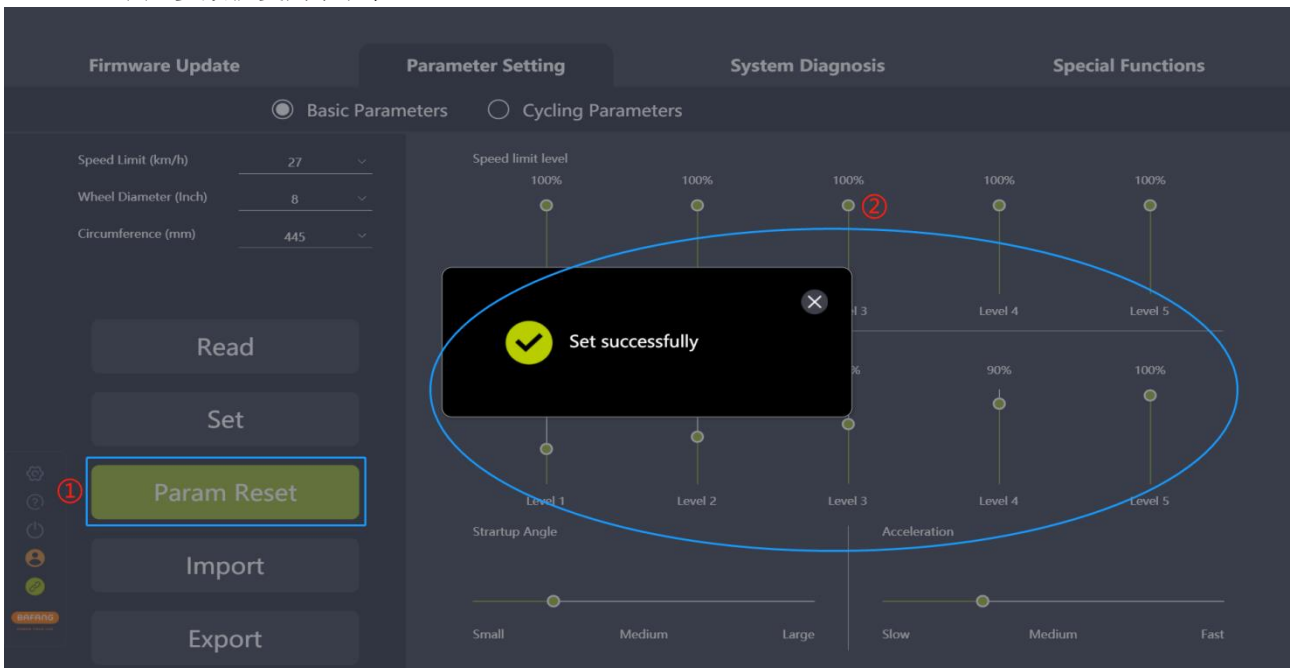 Firmware Update Parameter Setting System Diagnosis Special Functions
Basic Parameters Cycling Parameters
Speed Limit (km/h) 27
Wheel Diameter (Inch) 8
Circumference (mm) 445
Speed limit level
100% 100% 100% 100% 100%
②
Level 4 Level 5
Set successfully
90% 100%
Level 1 Level 2 Level 3 Level 4 Level 5
Read
Set
① Param Reset
Import
Export
Strartup Angle
Small Medium Large
Acceleration
Slow Medium Fast
BAFANG